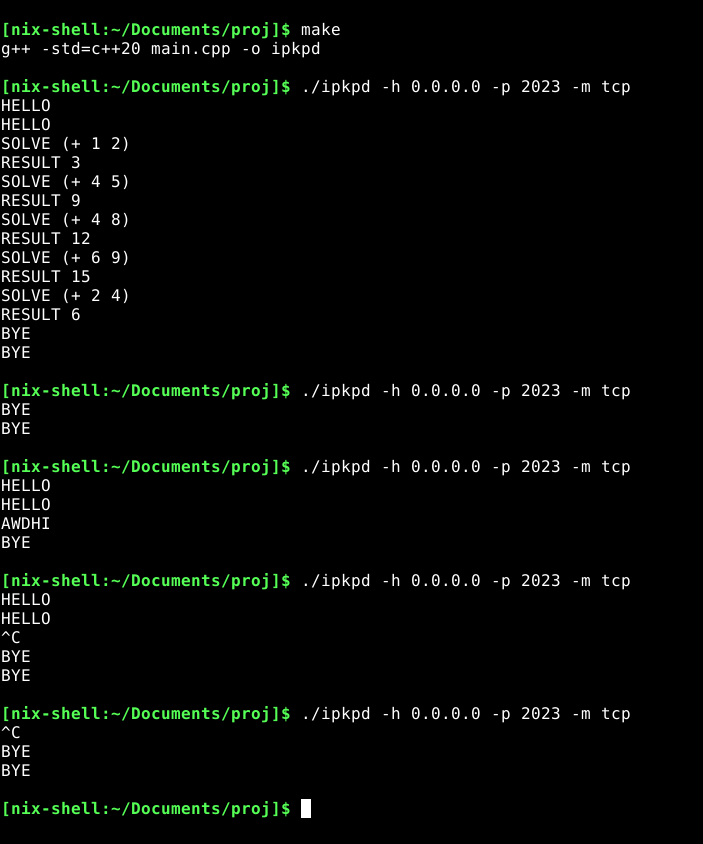 [nix-shell:~/Documents/proj]$ make
g++ -std=c++20 main.cpp -o ipkpd
[nix-shell:~/Documents/proj]$ ./ipkpd -h 0.0.0.0 -p 2023 -m tcp
HELLO
HELLO
SOLVE (+ 1 2)
RESULT 3
SOLVE (+ 4 5)
RESULT 9
SOLVE (+ 4 8)
RESULT 12
SOLVE (+ 6 9)
RESULT 15
SOLVE (+ 2 4)
RESULT 6
BYE
BYE
[nix-shell:~/Documents/proj]$ ./ipkpd -h 0.0.0.0 -p 2023 -m tcp
BYE
BYE
[nix-shell:~/Documents/proj]$ ./ipkpd -h 0.0.0.0 -p 2023 -m tcp
HELLO
HELLO
AWDHI
BYE
[nix-shell:~/Documents/proj]$ ./ipkpd -h 0.0.0.0 -p 2023 -m tcp
HELLO
HELLO
^C
BYE
BYE
[nix-shell:~/Documents/proj]$ ./ipkpd -h 0.0.0.0 -p 2023 -m tcp
^C
BYE
BYE
[nix-shell:~/Documents/proj]$